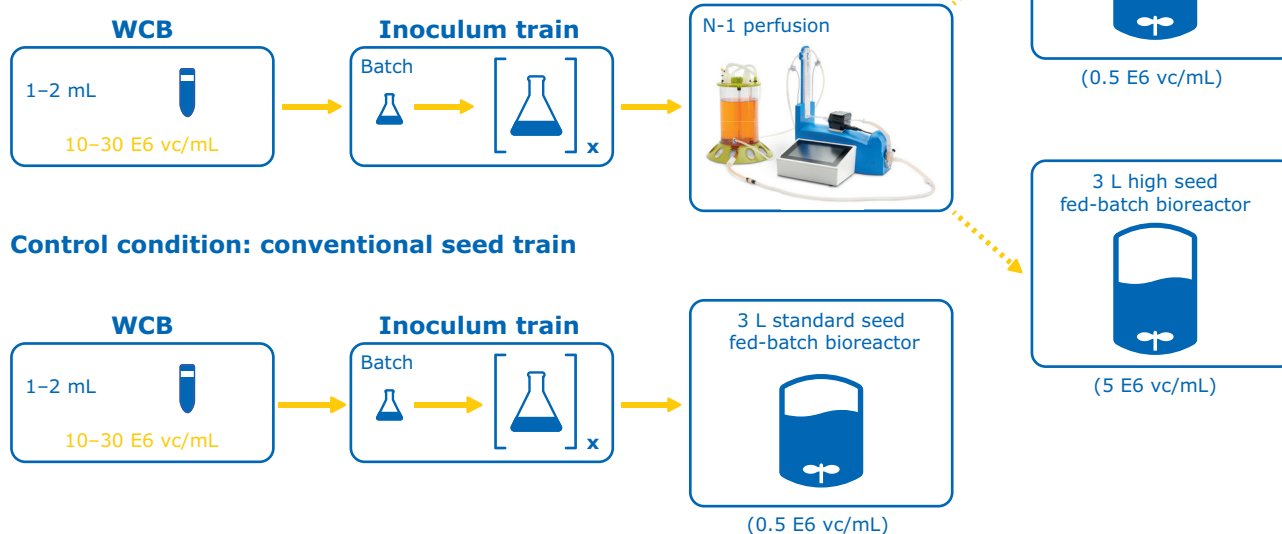 WCB
Inoculum train
N-1 perfusion
1–2 mL
Batch
10–30 E6 vc/mL
x
(0.5 E6 vc/mL)
3 L high seed
fed-batch bioreactor
(5 E6 vc/mL)
Control condition: conventional seed train
WCB
Inoculum train
1–2 mL
Batch
10–30 E6 vc/mL
x
3 L standard seed
fed-batch bioreactor
(0.5 E6 vc/mL)